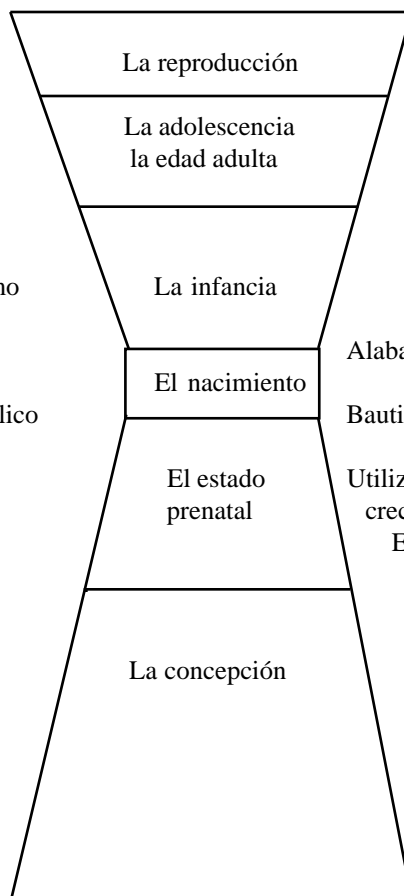 La reproducción
La adolescencia
la edad adulta
La infancia
El nacimiento
El estado
prenatal
La concepción